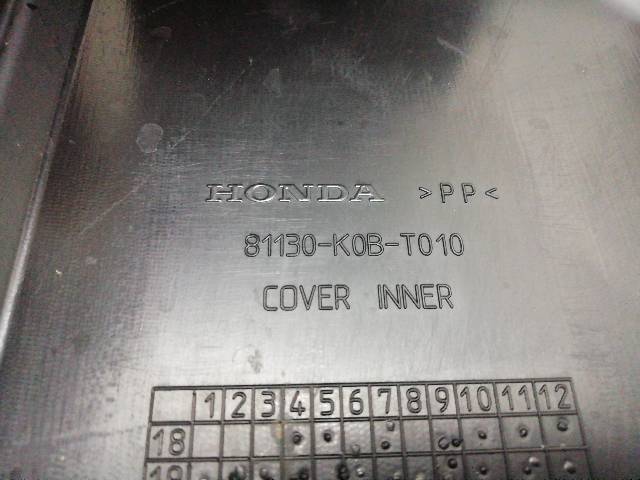 HONDA >PP<
81130-K0B-T010
COVER INNER
1 2 3 4 5 6 7 8 9 10 11 12
18
19